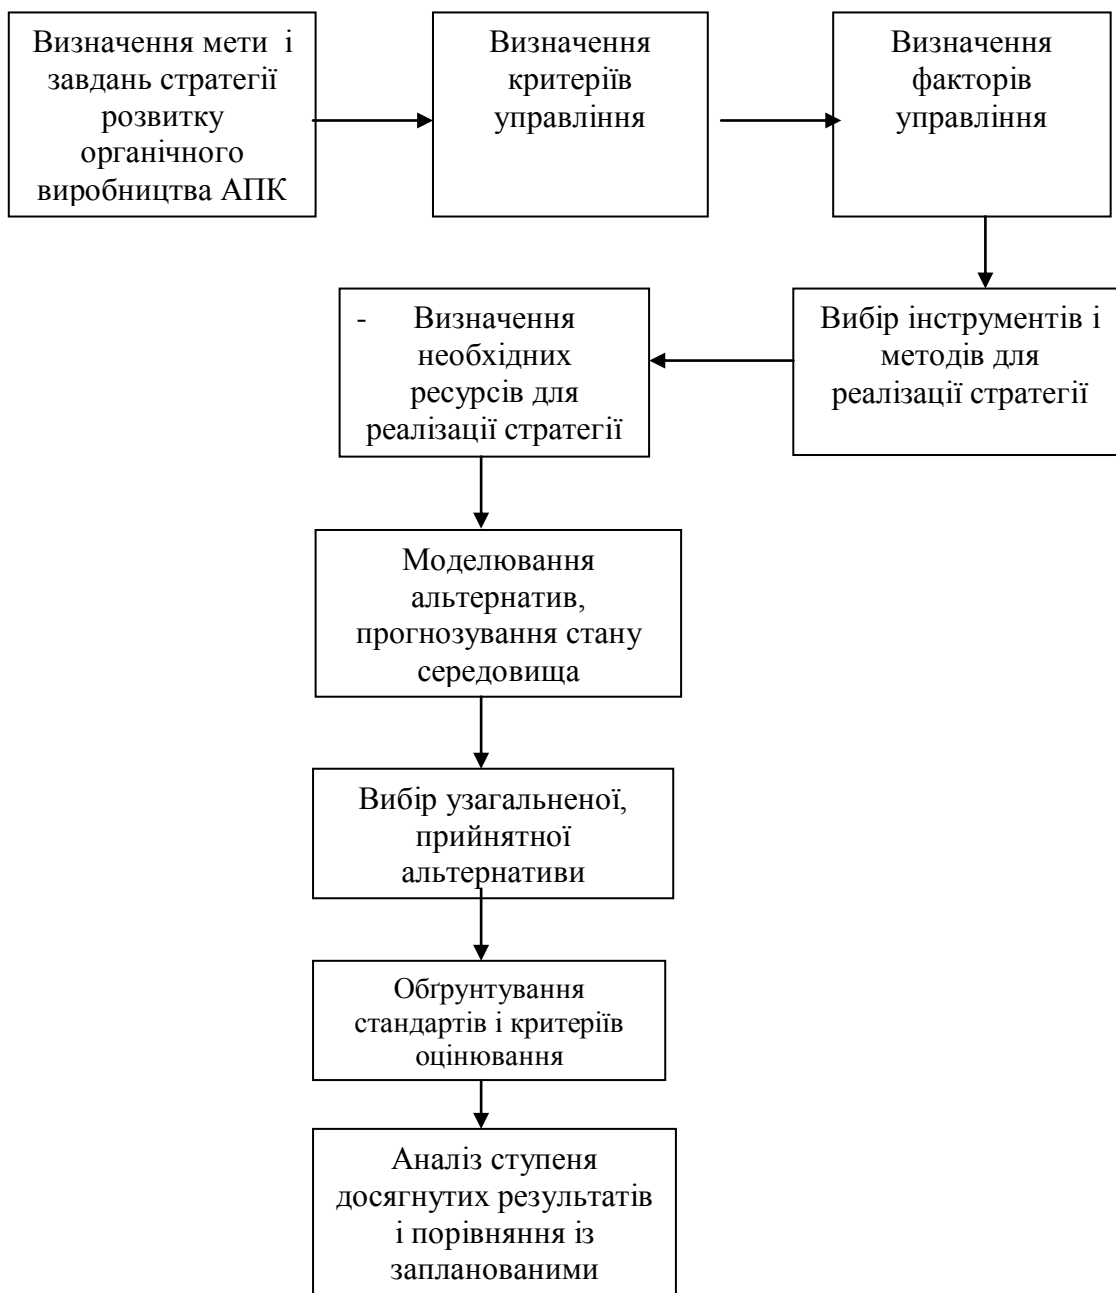 Визначення мети і
завдань стратегії
розвитку
органічного
виробництва АПК
Визначення
критеріїв
управління
Визначення
факторів
управління
Вибір інструментів і
методів для
реалізації стратегії
- Визначення
необхідних
ресурсів для
реалізації стратегії
Моделювання
альтернатив,
прогнозування стану
середовища
Вибір узагальненої,
прийнятної
альтернативи
Обґрунтування
стандартів і критеріїв
оцінювання
Аналіз ступеня
досягнутих результатів
і порівняння із
запланованими